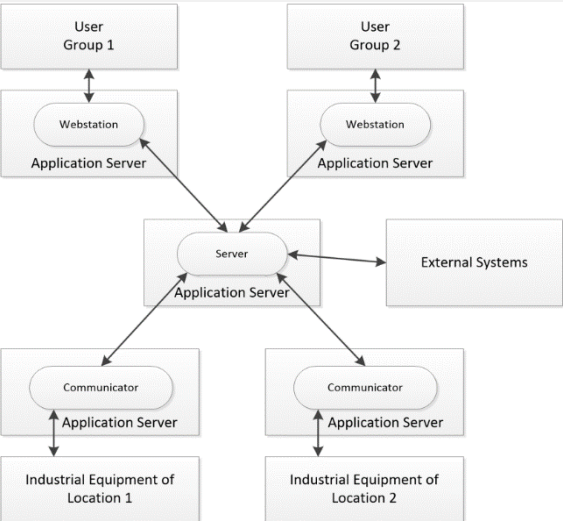 User
Group 1
User
Group 2
Webstation
Application Server
Webstation
Application Server
Server
Application Server
External Systems
Communicator
Application Server
Communicator
Application Server
Industrial Equipment of
Location 1
Industrial Equipment of
Location 2